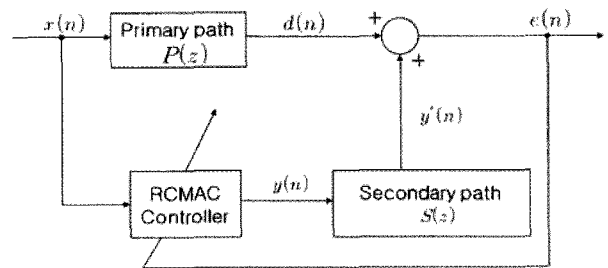 x(n)
Primary path
P(z)
d(n)
+
e(n)
+
y'(n)
RCMAC
Controller
y(n)
Secondary path
S(z)